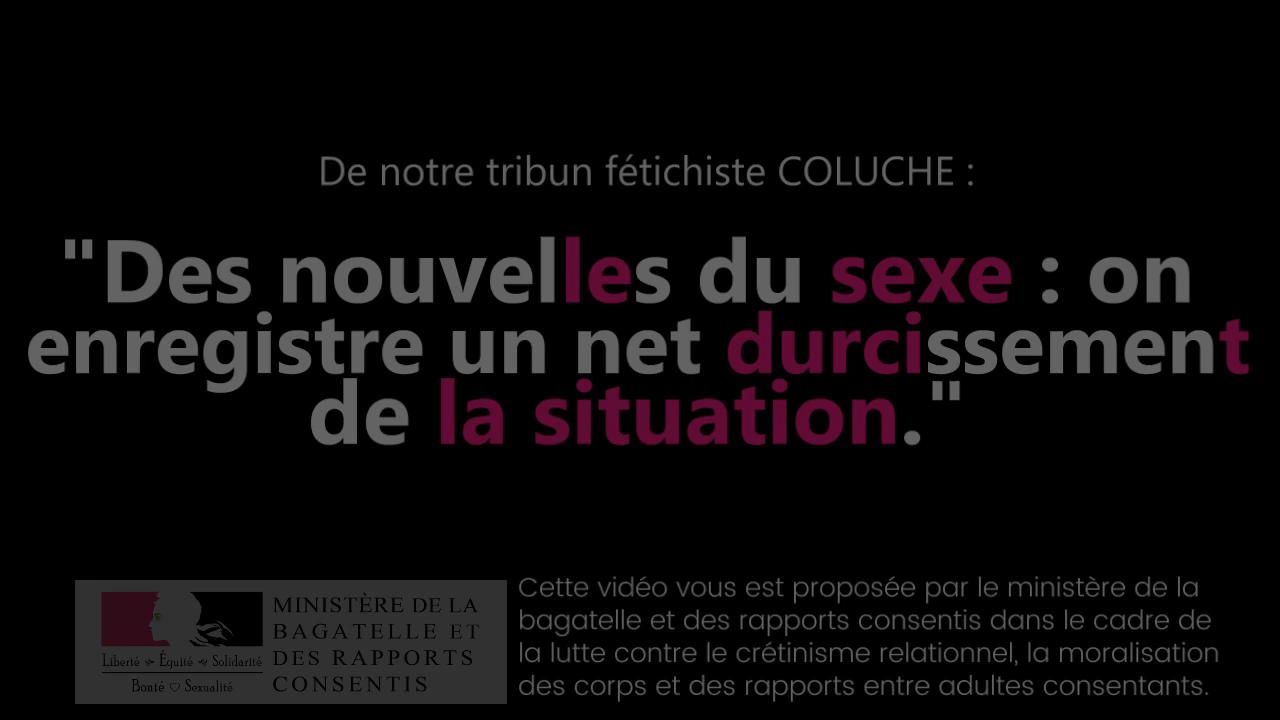 De notre tribun fétichiste COLUCHE :
"Des nouvelles du sexe : on
enregistre un net durcissement
de la situation."
MINISTÈRE DE LA
BAGATELLE ET
DES RAPPORTS
CONSENTIS
Liberté Équité Solidarité
Bonté ♡ Sexualité
Cette vidéo vous est proposée par le ministère de la
bagatelle et des rapports consentis dans le cadre de
la lutte contre le crétinisme relationnel, la moralisation
des corps et des rapports entre adultes consentants.